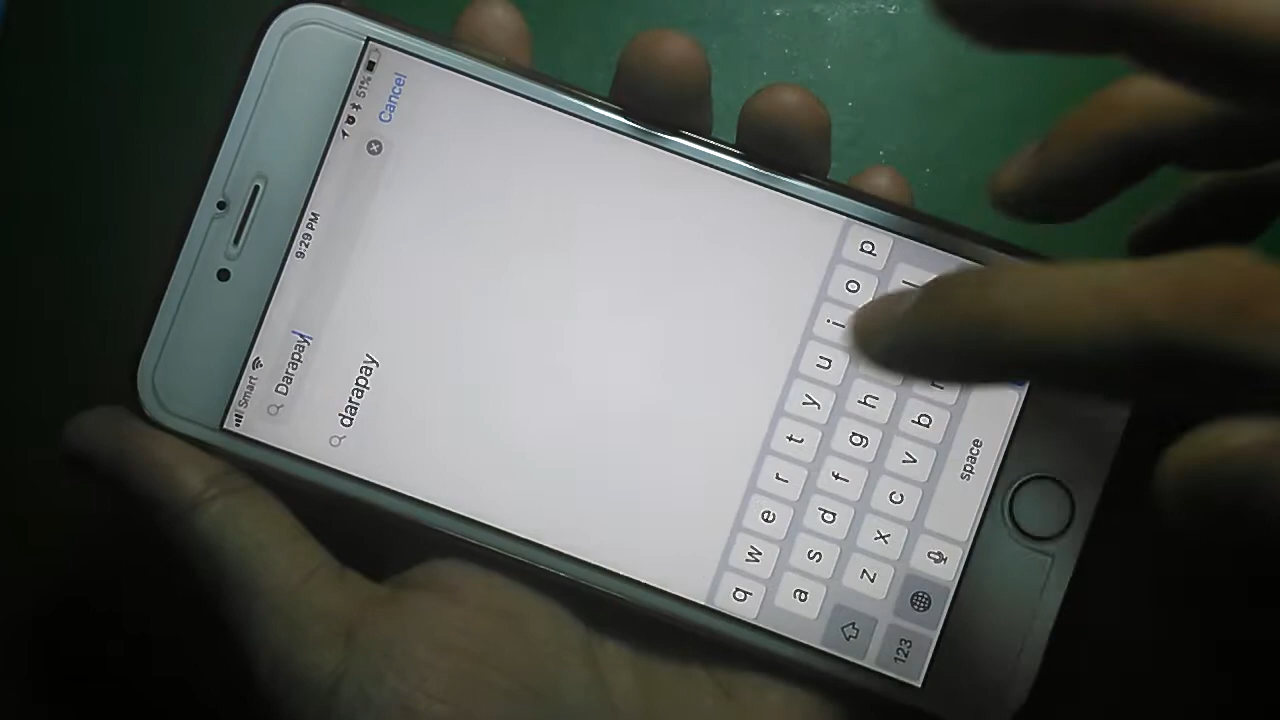 Smart 9:29 PM 51%
Darapay Cancel
darapay
q w e r t y u i o p
a s d f g h l
z x c v b
123 space